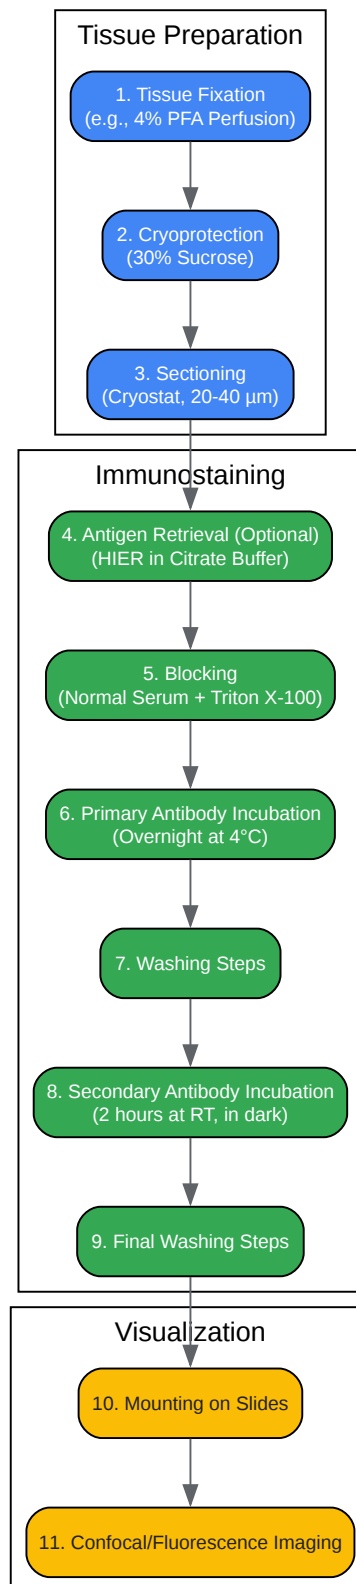 Tissue Preparation
1. Tissue Fixation
(e.g., 4% PFA Perfusion)
2. Cryoprotection
(30% Sucrose)
3. Sectioning
(Cryostat, 20-40 µm)
Immunostaining
4. Antigen Retrieval (Optional)
(HIER in Citrate Buffer)
5. Blocking
(Normal Serum + Triton X-100)
6. Primary Antibody Incubation
(Overnight at 4°C)
7. Washing Steps
8. Secondary Antibody Incubation
(2 hours at RT, in dark)
9. Final Washing Steps
Visualization
10. Mounting on Slides
11. Confocal/Fluorescence Imaging